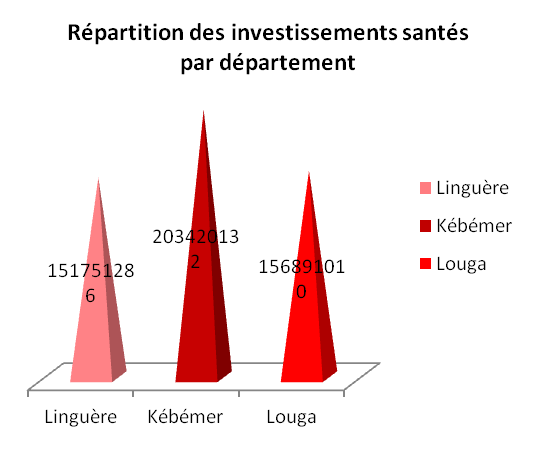 Répartition des investissements santés
par département
20342013
2
15175128
6
15689101
0
Linguère
Kébémer
Louga
Linguère
Kébémer
Louga